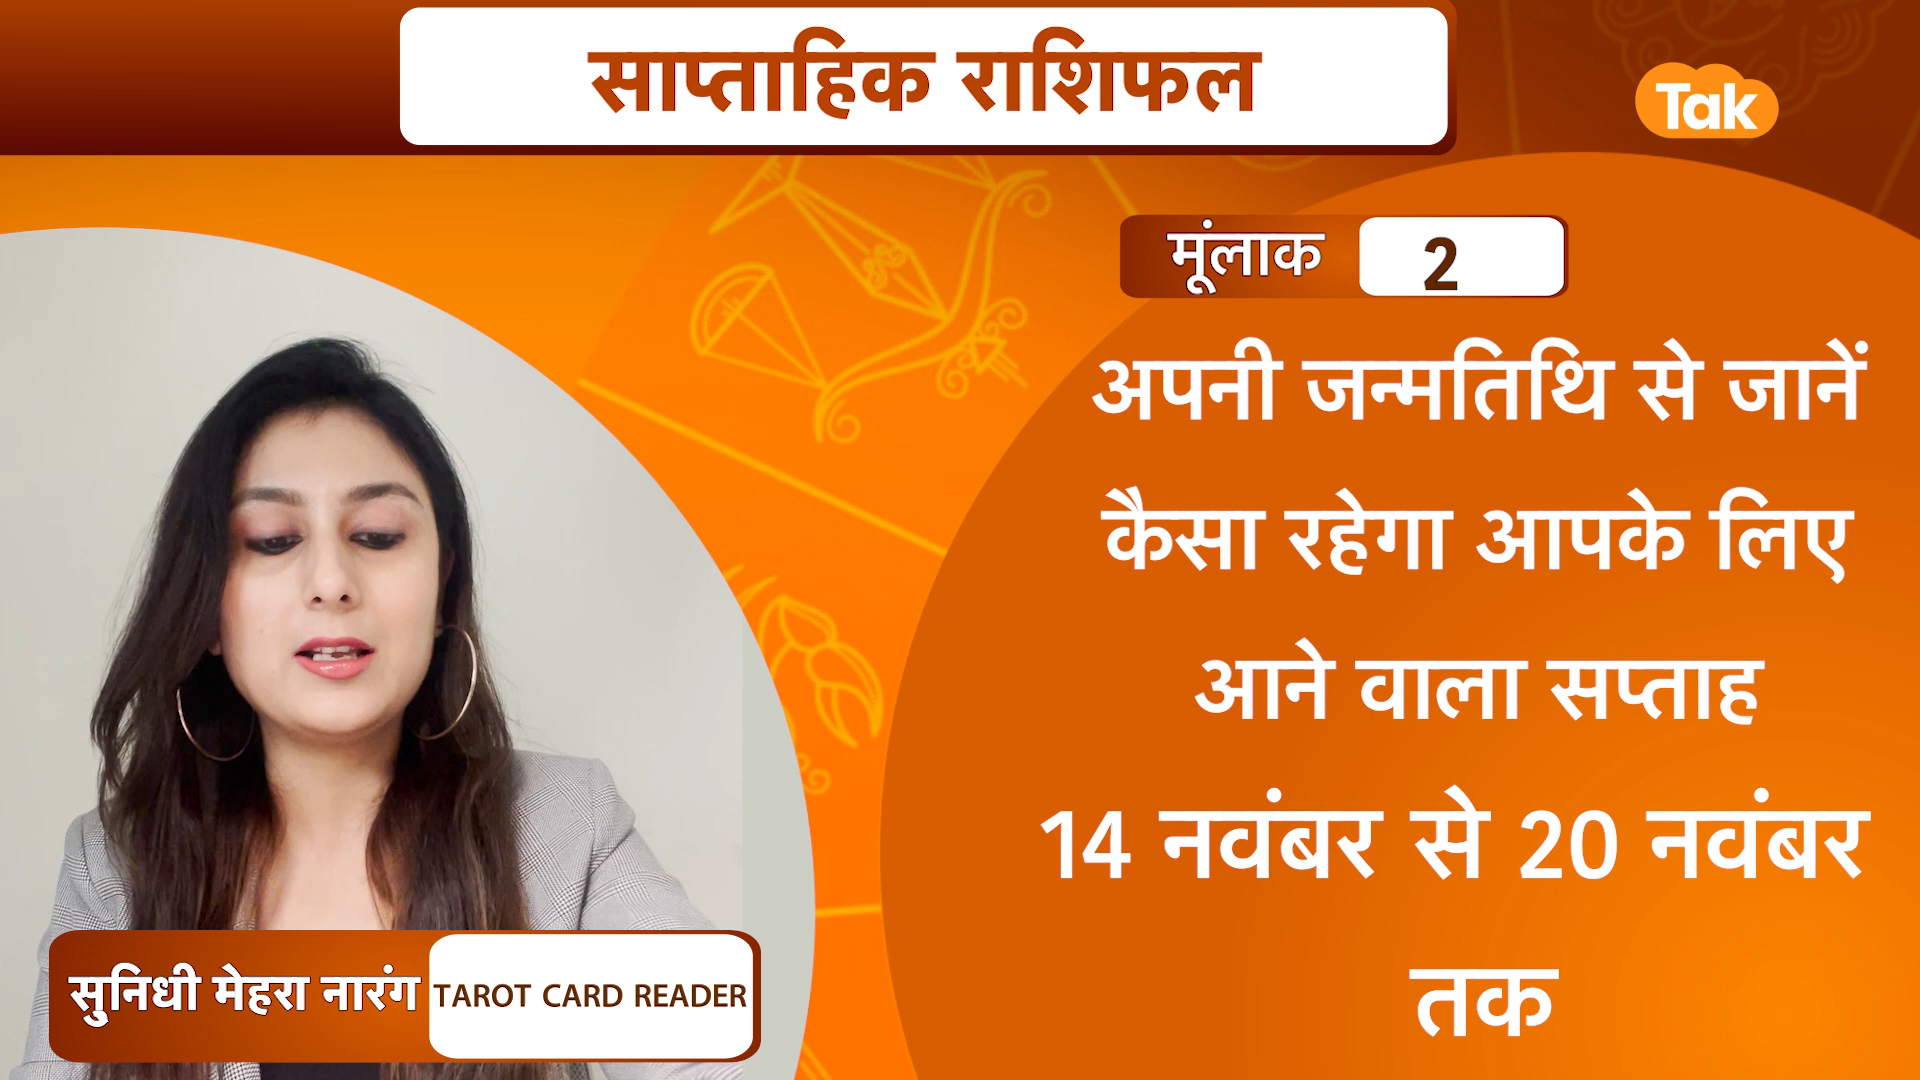 साप्ताहिक राशिफल
Tak
मूंलाक 2
अपनी जन्मतिथि से जानें
कैसा रहेगा आपके लिए
आने वाला सप्ताह
14 नवंबर से 20 नवंबर
तक
सुनिधी मेहरा नारंग TAROT CARD READER